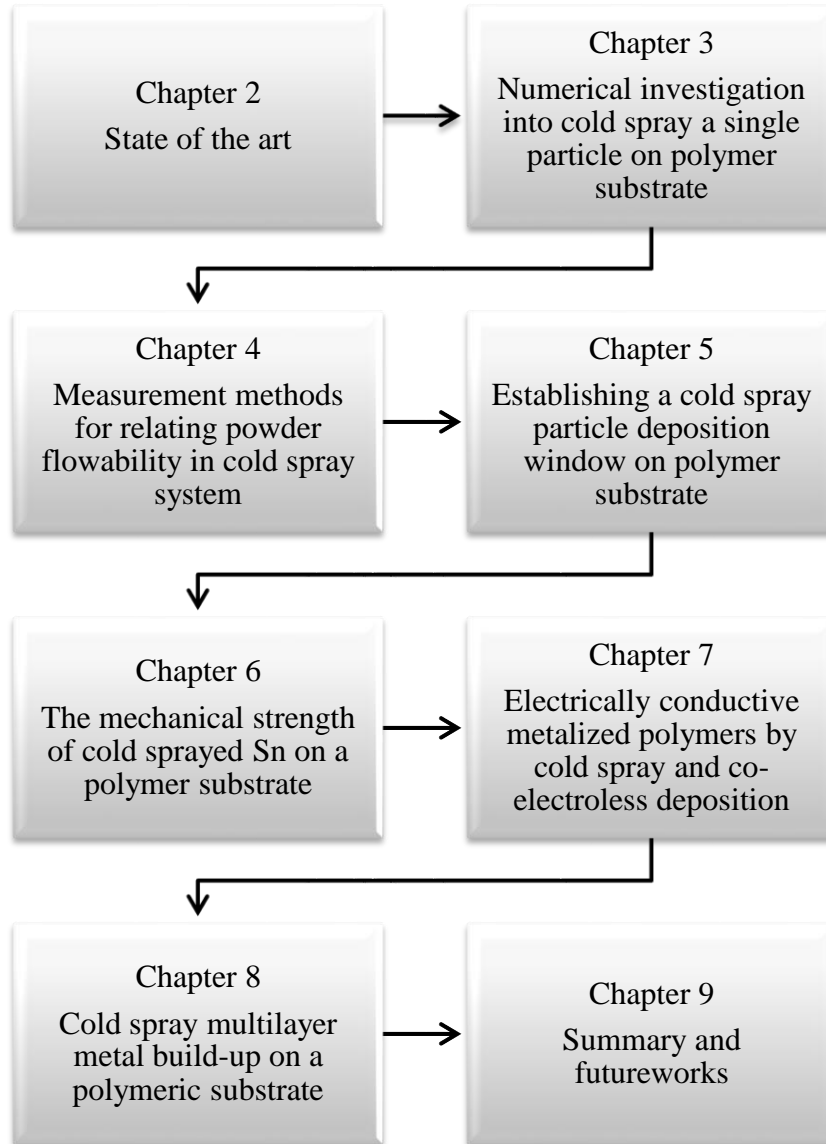 Chapter 2
State of the art
Chapter 3
Numerical investigation
into cold spray a single
particle on polymer
substrate
Chapter 4
Measurement methods
for relating powder
flowability in cold spray
system
Chapter 5
Establishing a cold spray
particle deposition
window on polymer
substrate
Chapter 6
The mechanical strength
of cold sprayed Sn on a
polymer substrate
Chapter 7
Electrically conductive
metalized polymers by
cold spray and co-
electroless deposition
Chapter 8
Cold spray multilayer
metal build-up on a
polymeric substrate
Chapter 9
Summary and
futureworks